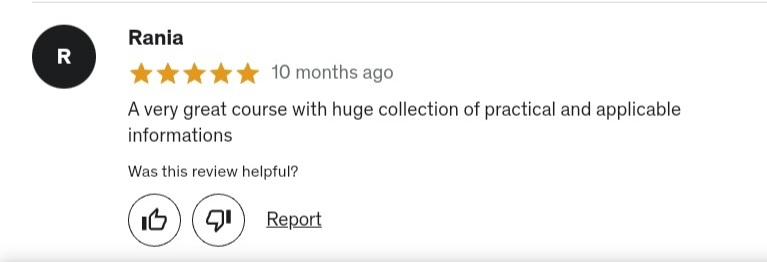 R
Rania
10 months ago
A very great course with huge collection of practical and applicable
informations
Was this review helpful?
Report